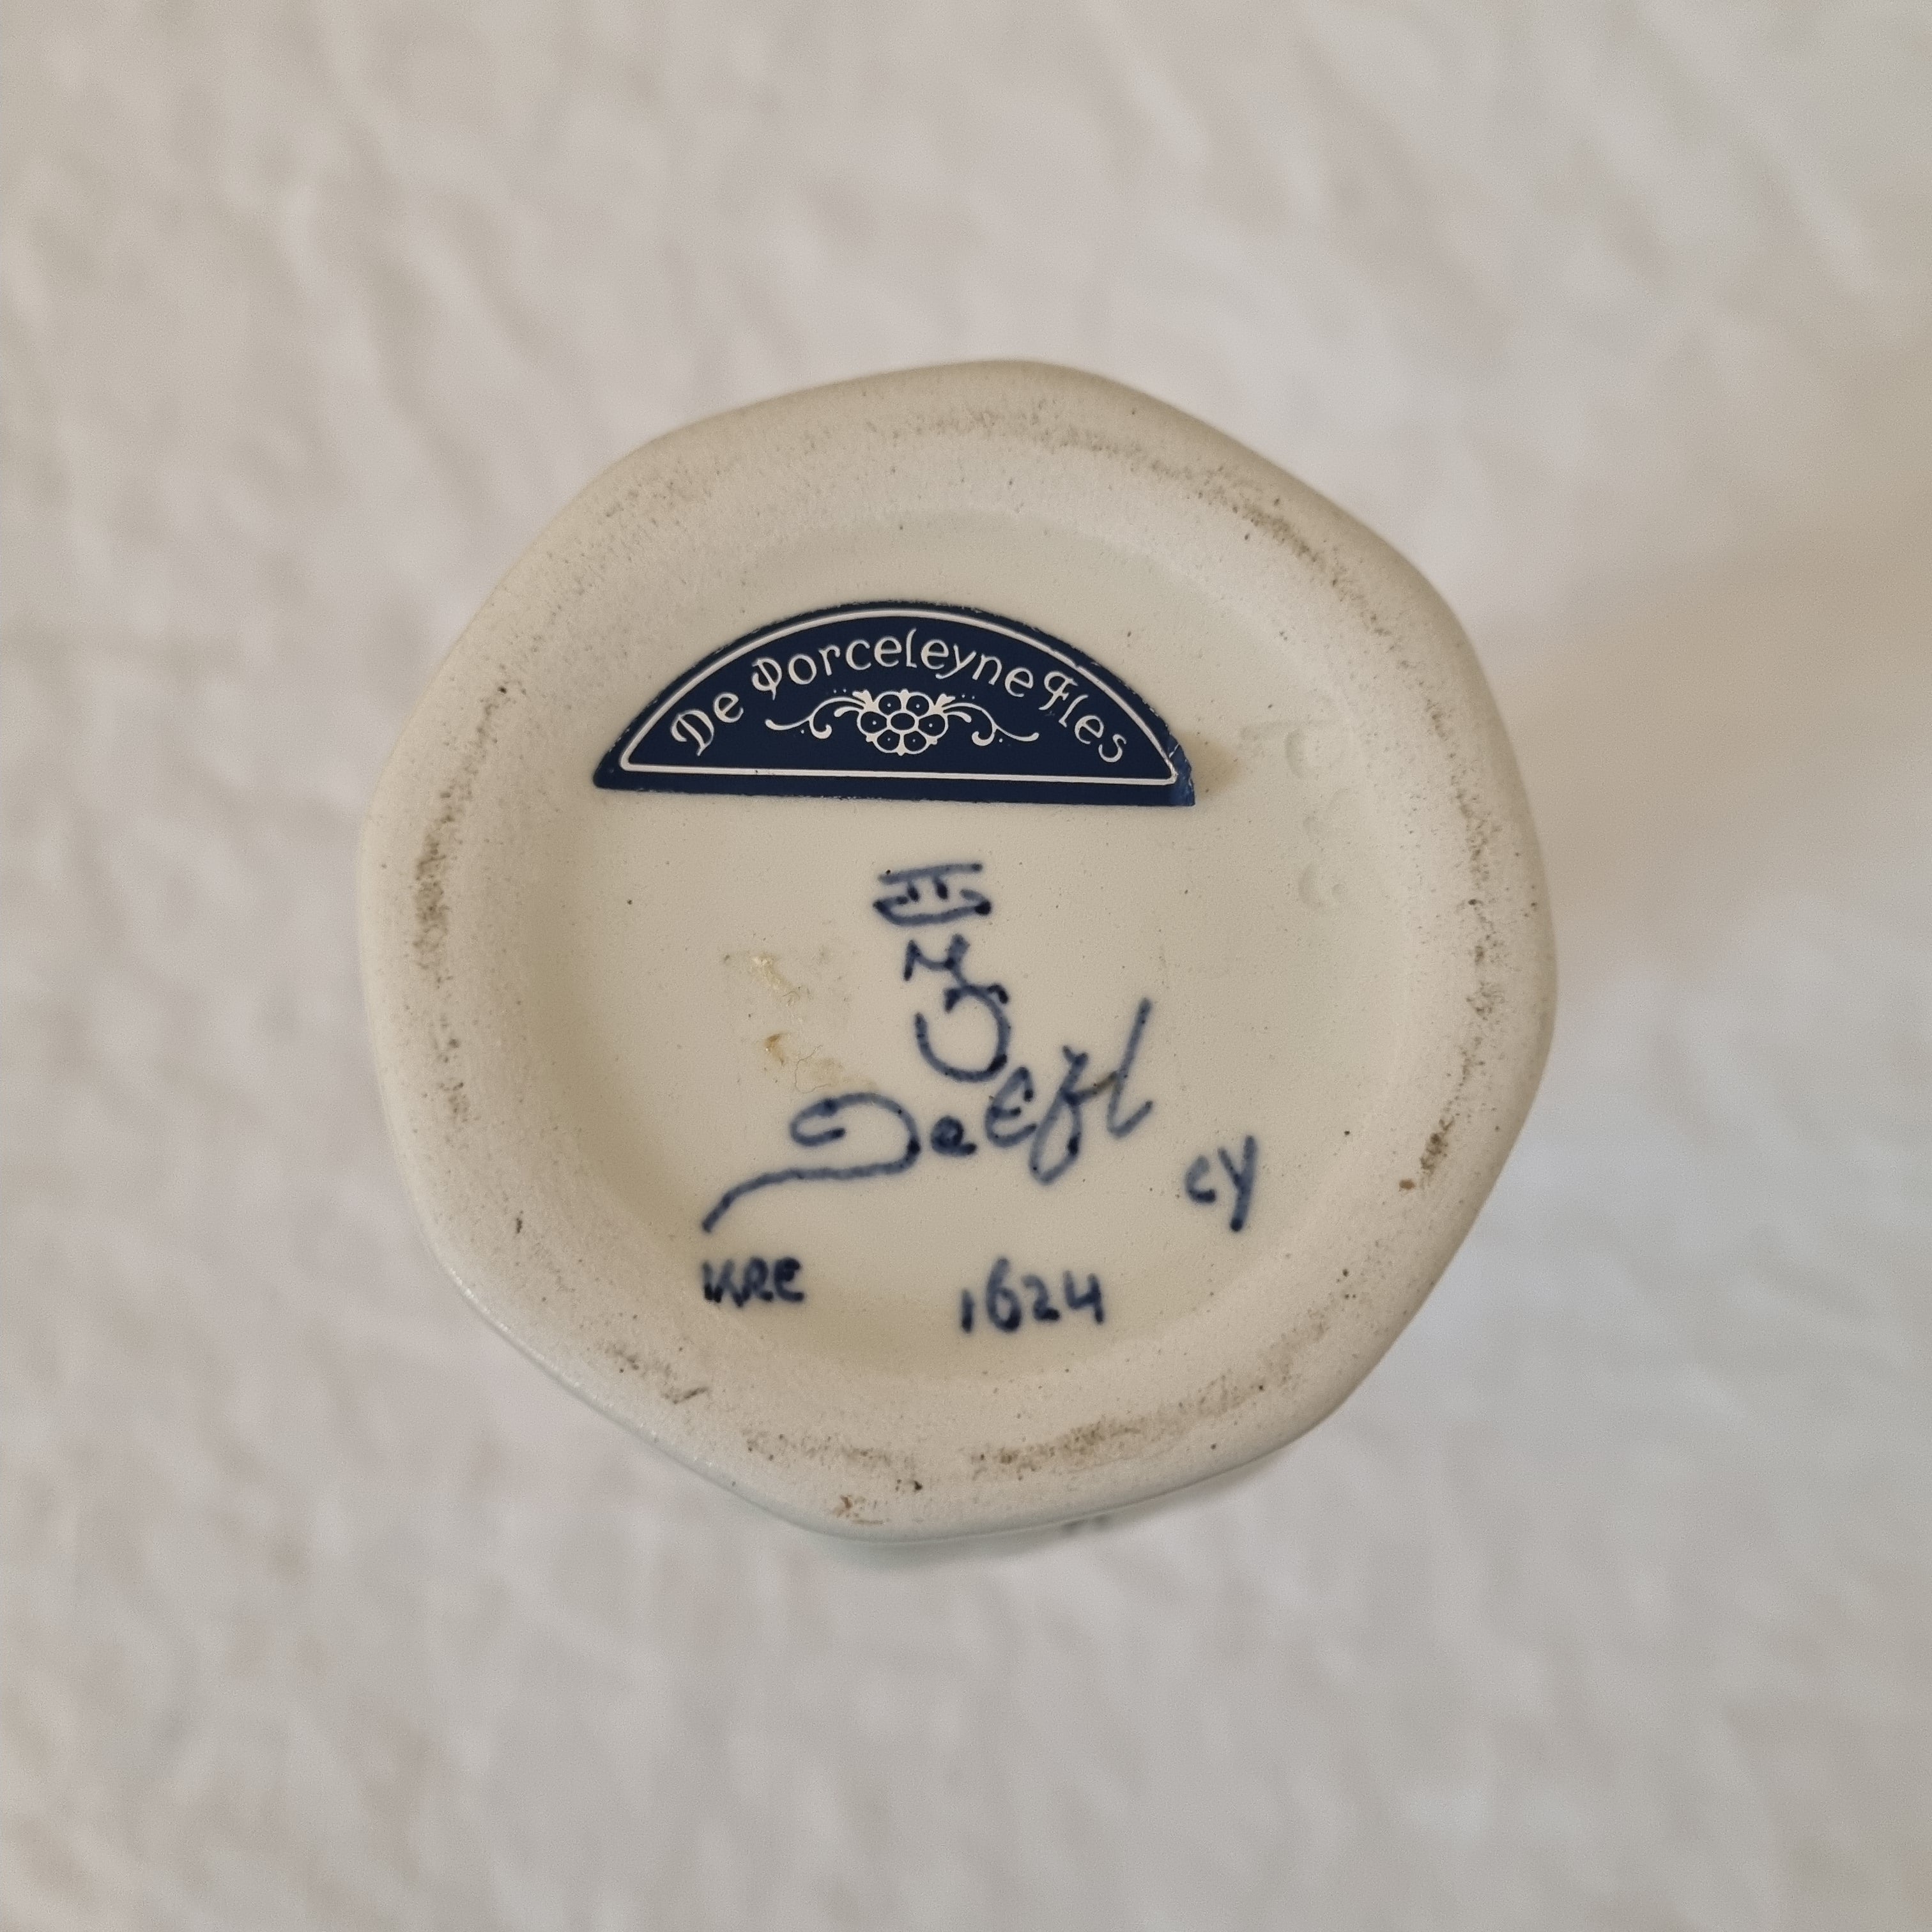 De Porceleyne Fles
Delft
CY
KRE 1624